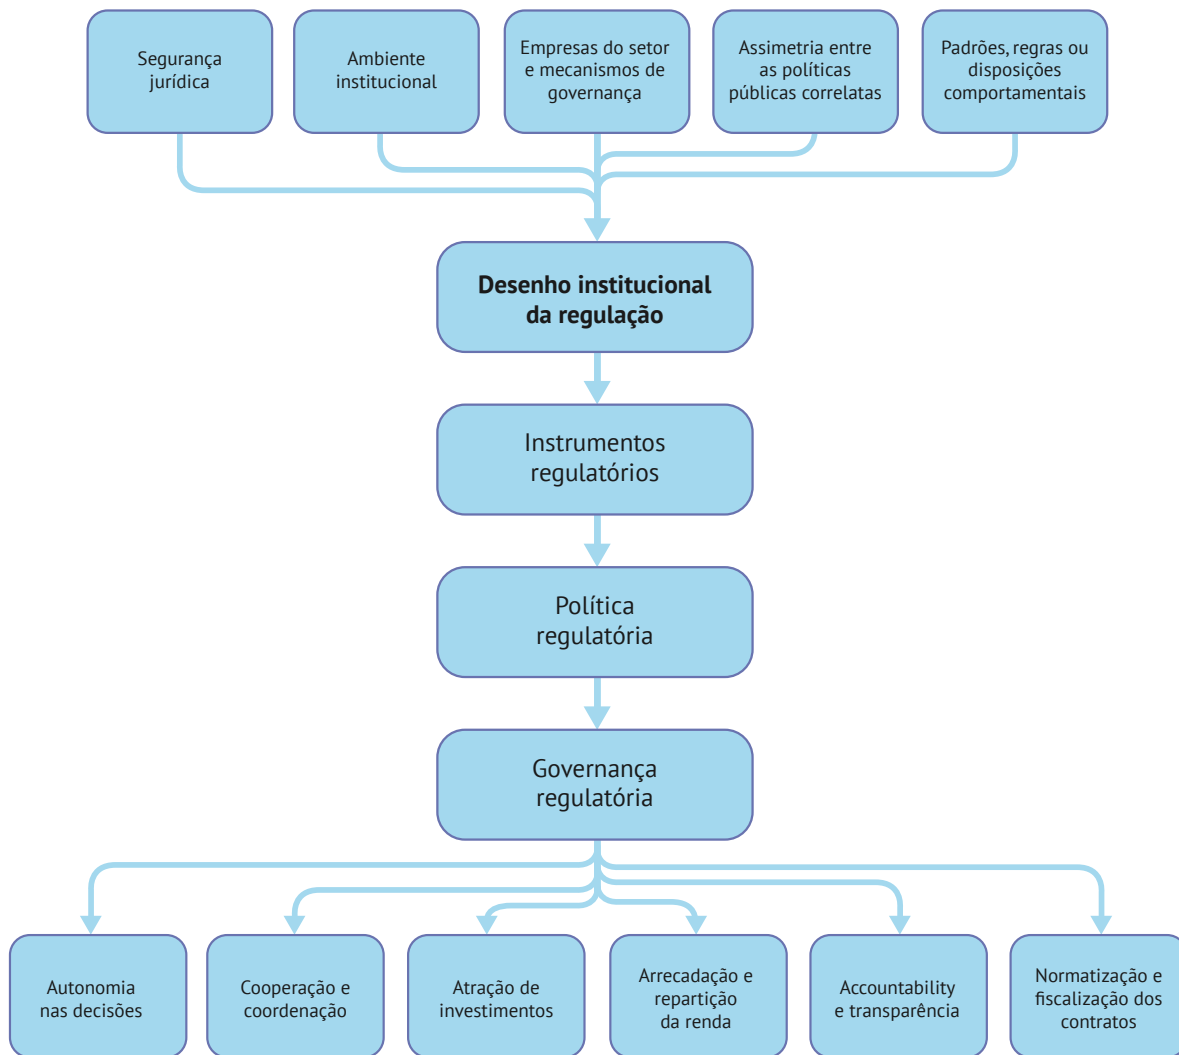 Segurança
jurídica
Ambiente
institucional
Empresas do setor
e mecanismos de
governança
Assimetria entre
as políticas
públicas correlatas
Padrões, regras ou
disposições
comportamentais
Desenho institucional
da regulação
Instrumentos
regulatórios
Política
regulatória
Governança
regulatória
Autonomia
nas decisões
Cooperação e
coordenação
Atração de
investimentos
Arrecadação e
repartição
da renda
Accountability
e transparência
Normatização e
fiscalização dos
contratos